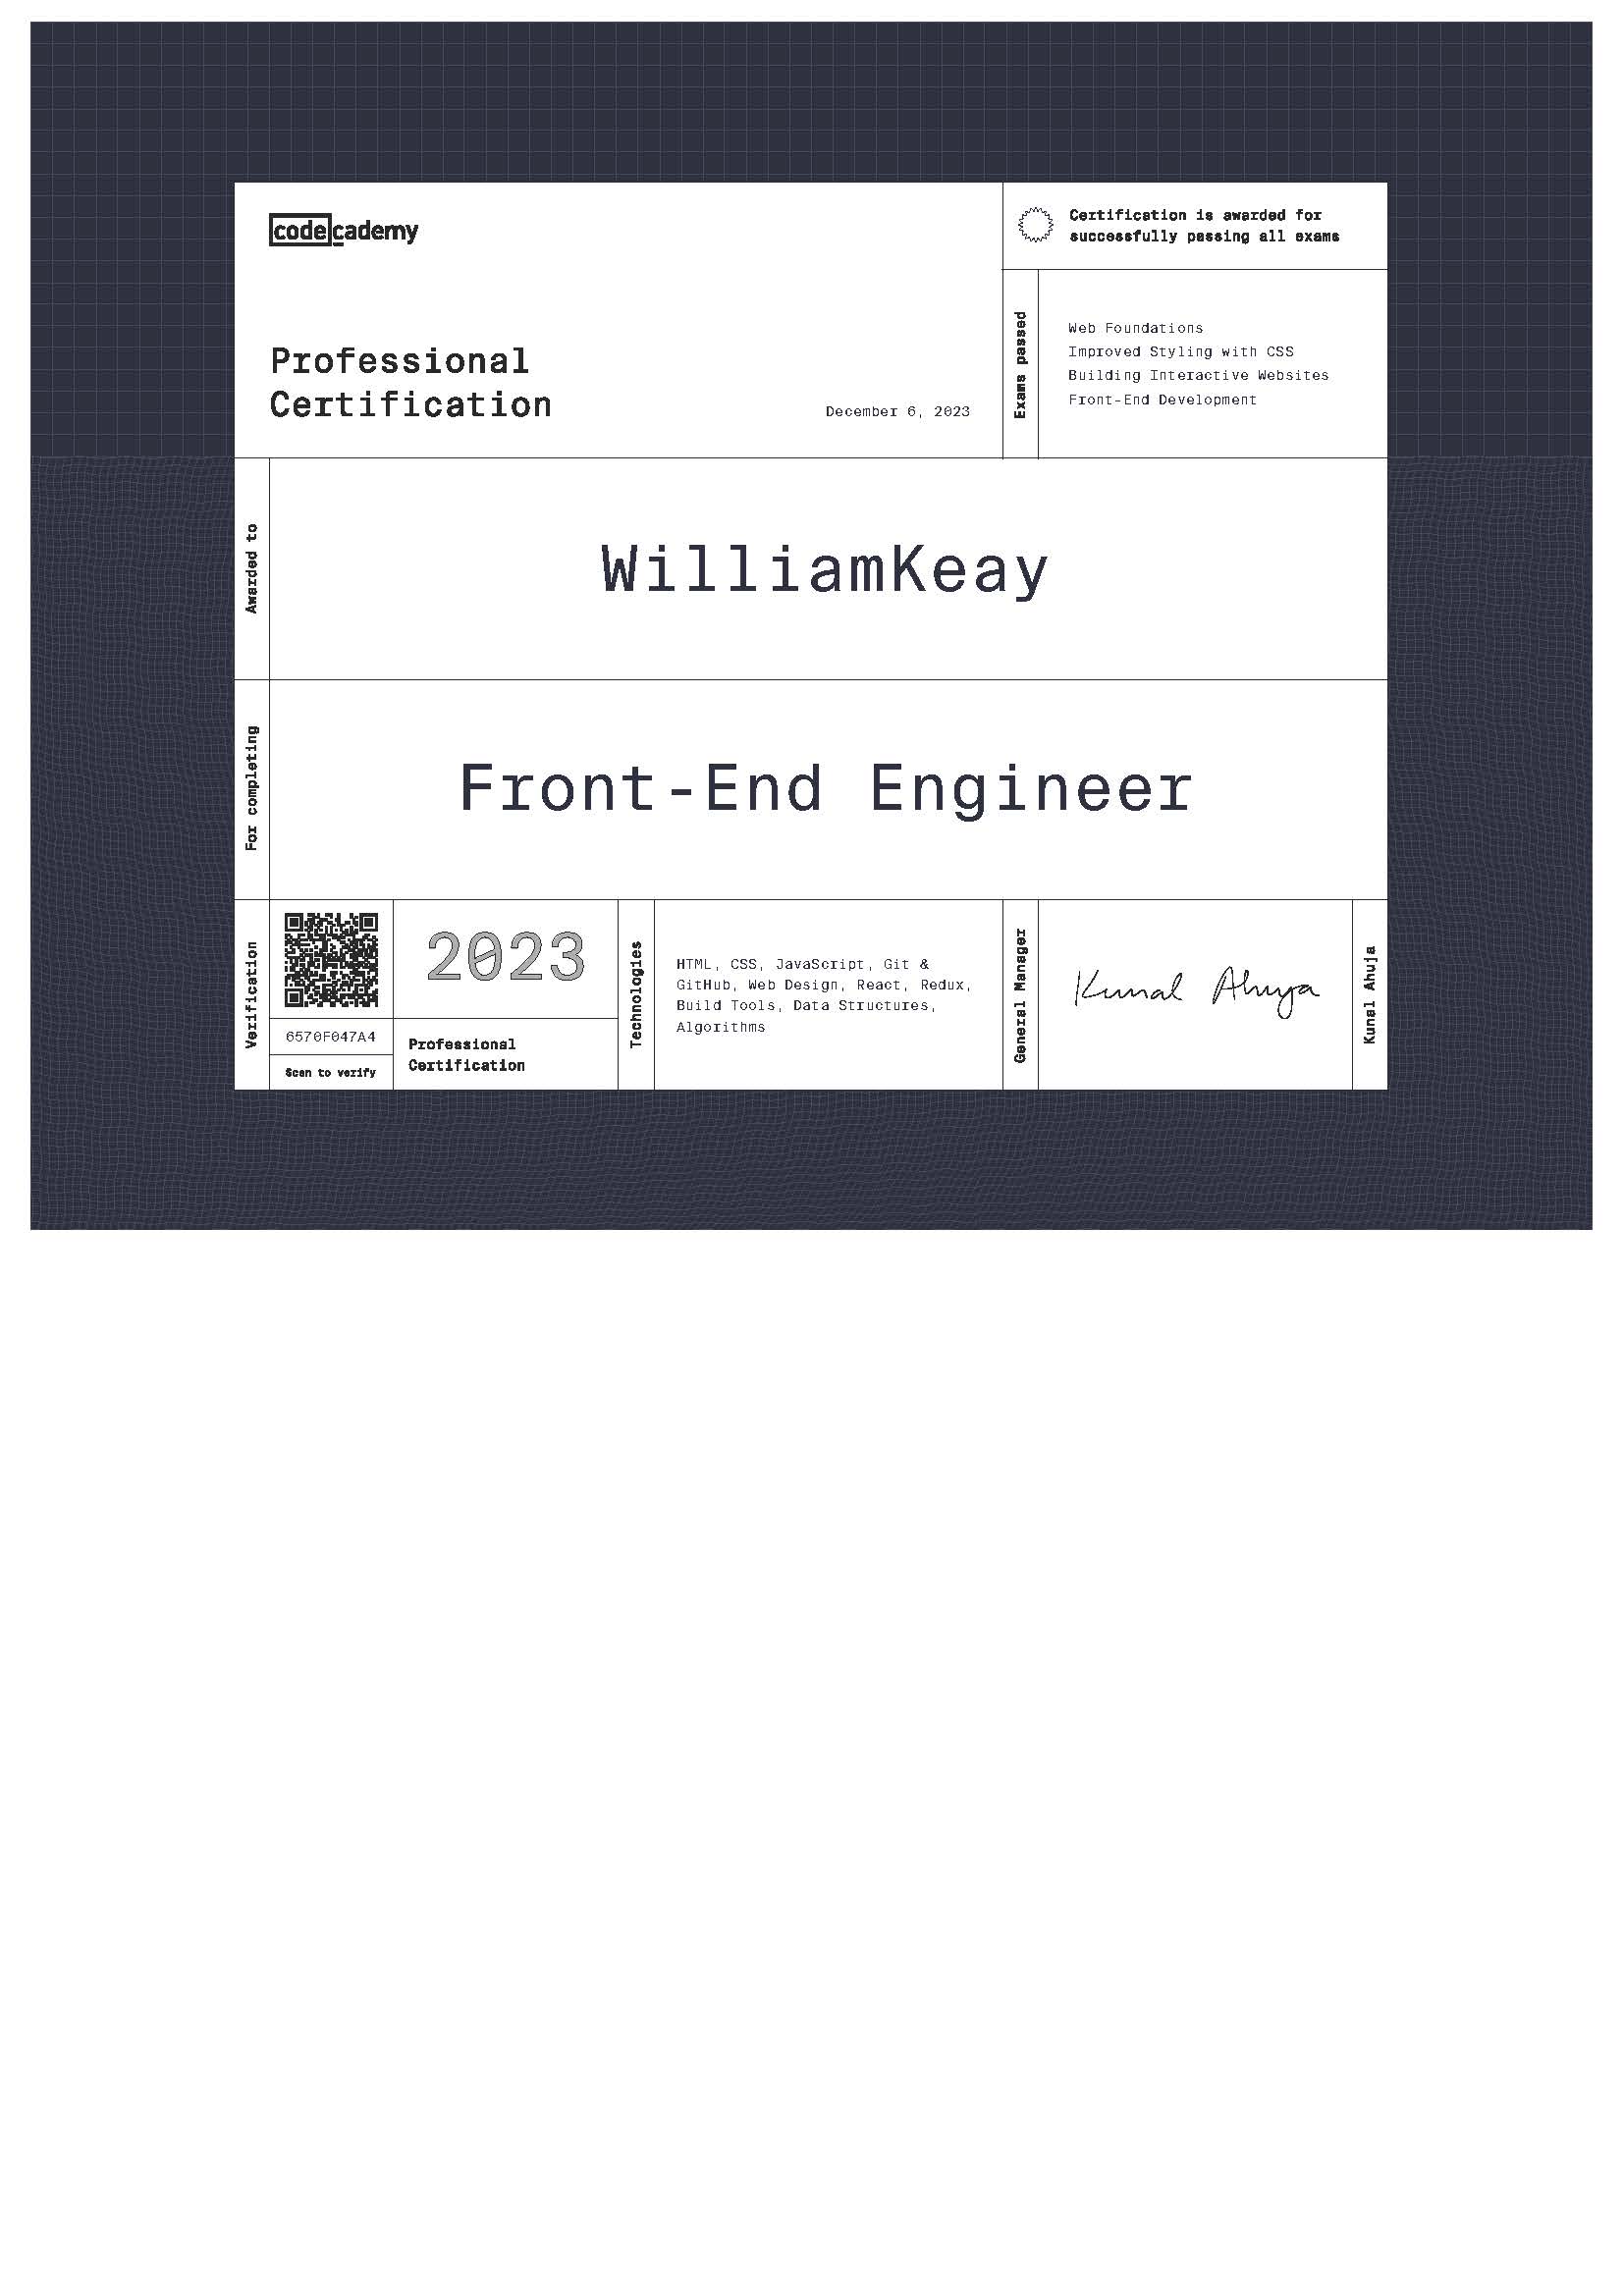 codecademy
Certification is awarded for
successfully passing all exams
Professional
Certification
December 6, 2023
Exams passed
Web Foundations
Improved Styling with CSS
Building Interactive Websites
Front-End Development
Awarded to
WilliamKeay
For completing
Front-End Engineer
Verification
6570F047A4
Scan to verify
2023
Professional
Certification
Technologies
HTML, CSS, JavaScript, Git &
GitHub, Web Design, React, Redux,
Build Tools, Data Structures,
Algorithms
General Manager
Kunal Ahuja
Kunal Ahuja